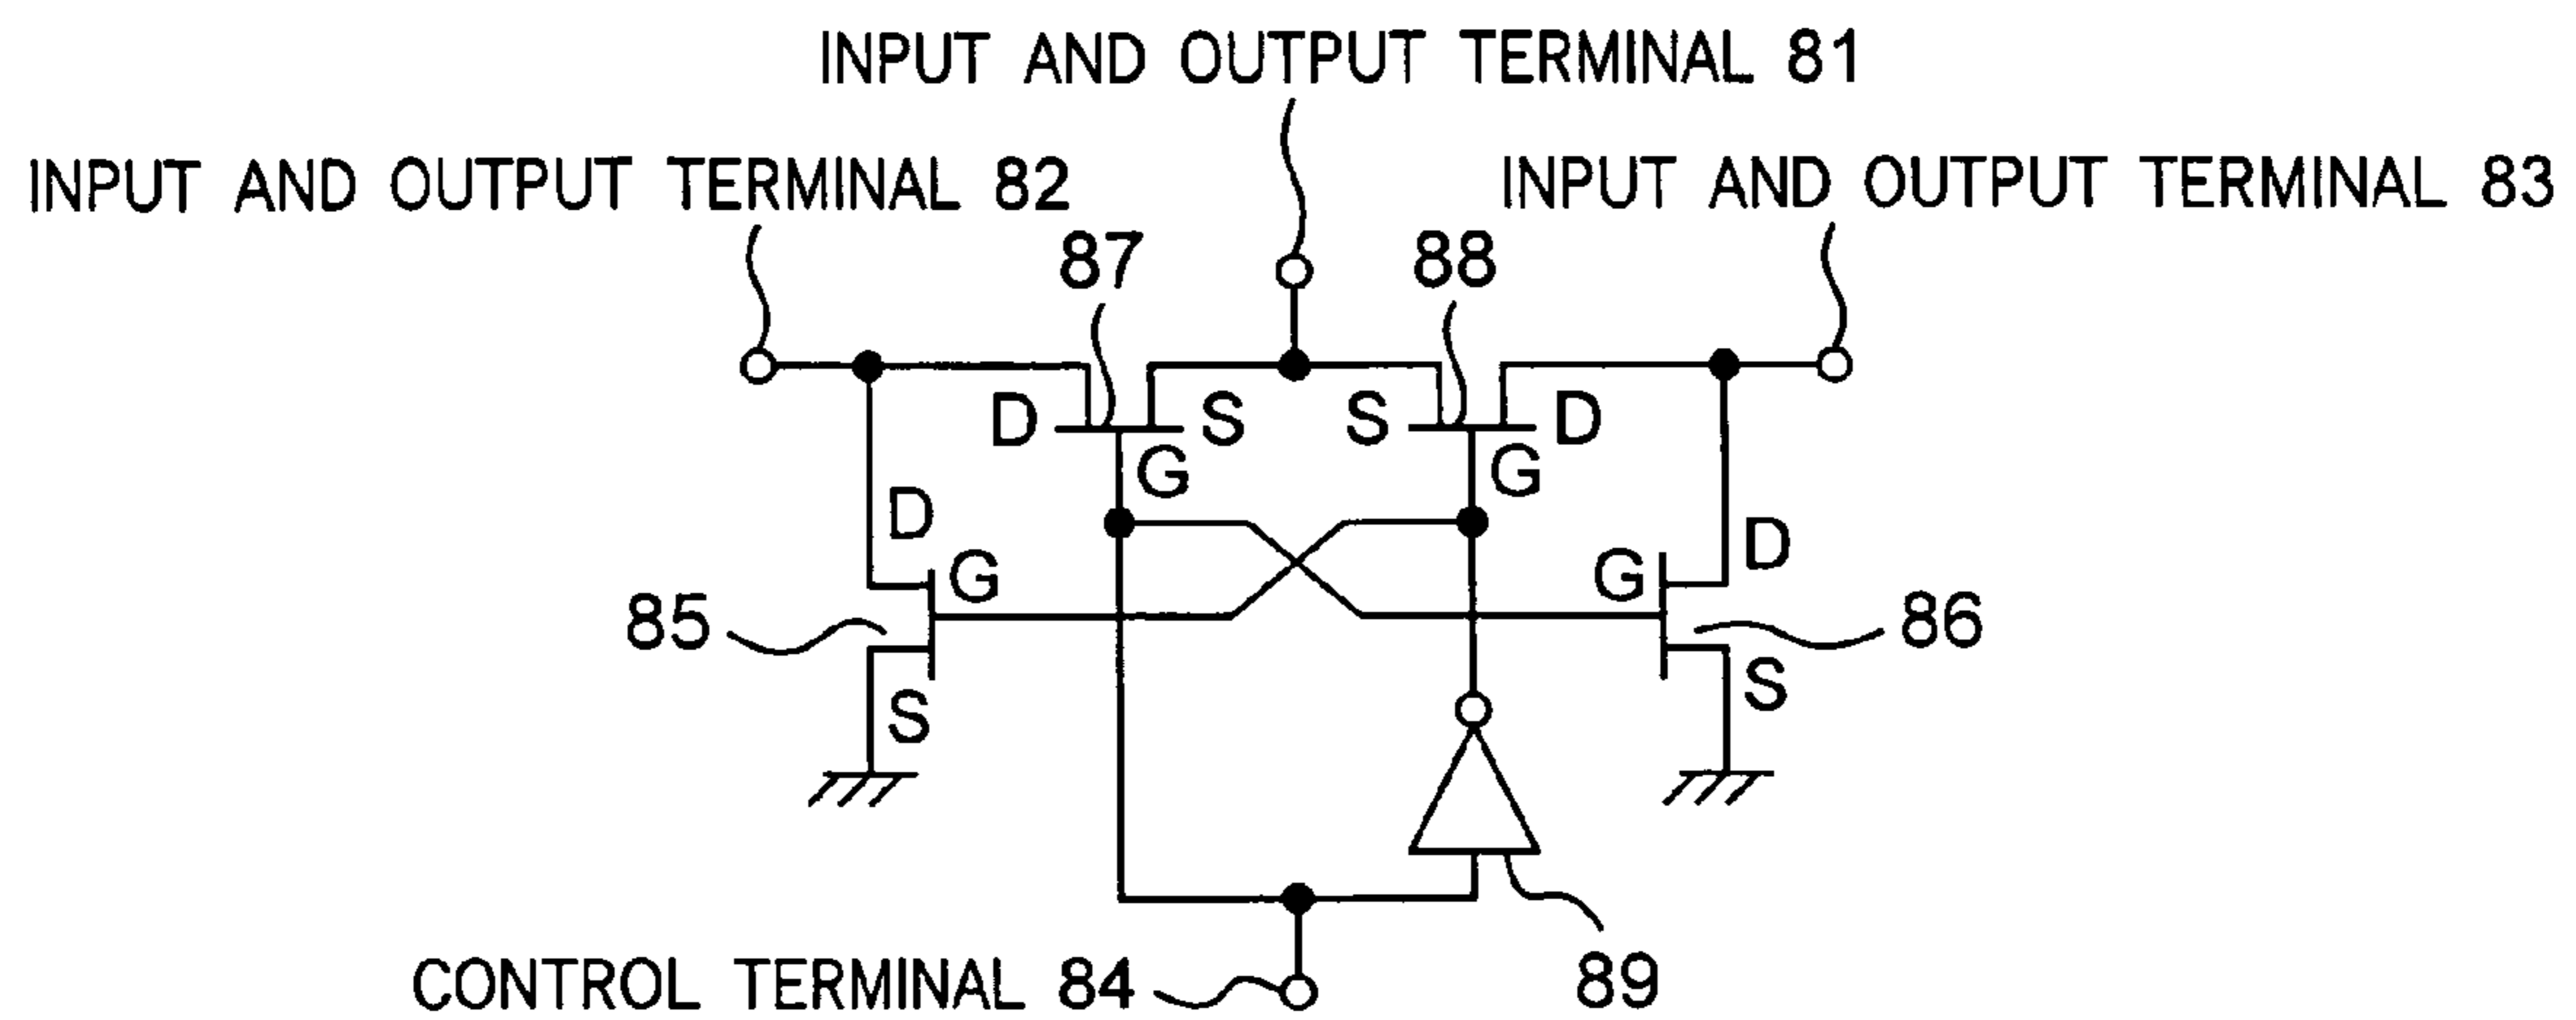 INPUT AND OUTPUT TERMINAL 81
INPUT AND OUTPUT TERMINAL 82
INPUT AND OUTPUT TERMINAL 83
87
88
D
S
S
D
G
G
D
G
G
D
85
86
S
S
CONTROL TERMINAL 84
89